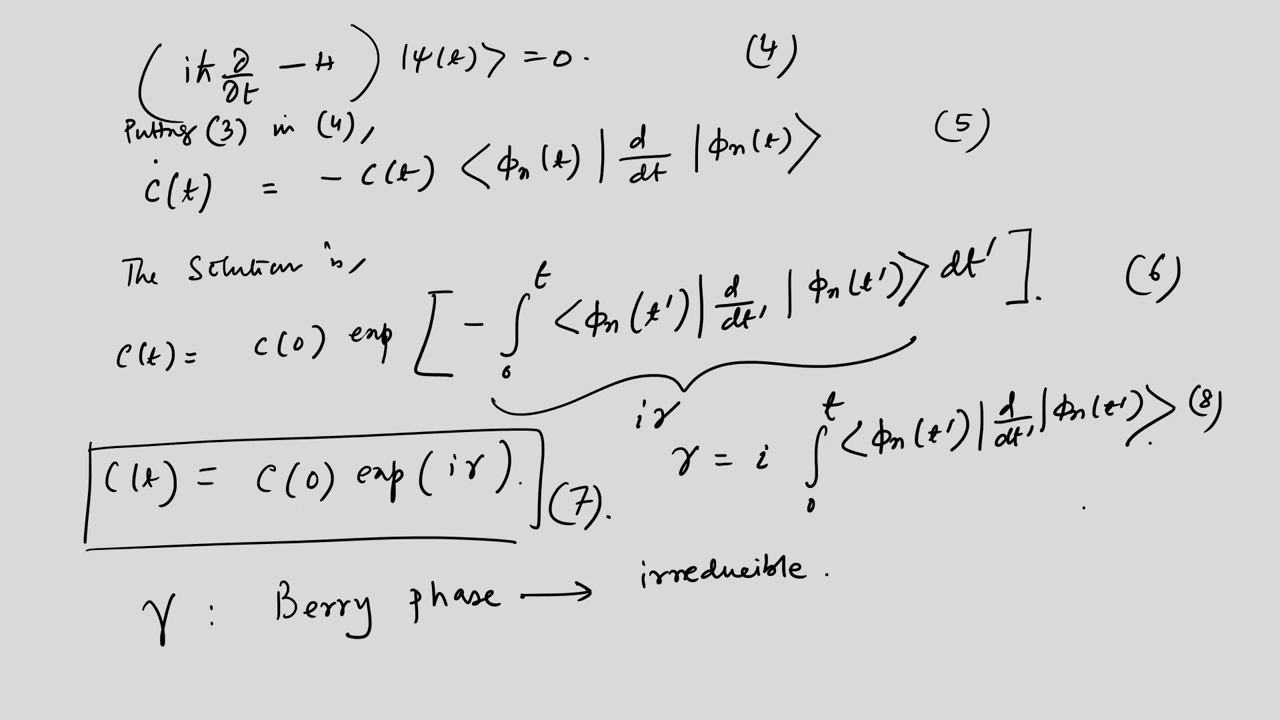 (iħ ∂/∂t − H) |ψ(t)⟩ = 0. (4)
Putting (3) in (4),
ċ(t) = − c(t) ⟨ϕn(t)| d/dt |ϕn(t)⟩ (5)
The Solution is,
c(t) = c(0) exp [ − ∫₀ᵗ ⟨ϕn(t′)| d/dt′ |ϕn(t′)⟩ dt′ ]. (6)
iγ
γ = i ∫₀ᵗ ⟨ϕn(t′)| d/dt′ |ϕn(t′)⟩ (8)
c(t) = c(0) exp(iγ). (7).
γ : Berry phase ⟶ irreducible.